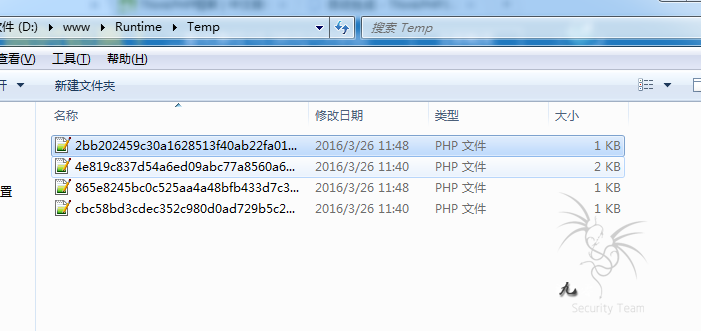 文件 (D:) ▸ www ▸ Runtime ▸ Temp
搜索 Temp
查看(V) 工具(T) 帮助(H)
新建文件夹
名称 修改日期 类型 大小
2bb202459c30a1628513f40ab22fa01... 2016/3/26 11:48 PHP 文件 1 KB
4e819c837d54a6ed09abc77a8560a6... 2016/3/26 11:40 PHP 文件 2 KB
865e8245bc0c525aa4a48bfb433d7c3... 2016/3/26 11:48 PHP 文件 1 KB
cbc58bd3cdec352c980d0ad729b5c2... 2016/3/26 11:40 PHP 文件 1 KB
置
九
Security Team